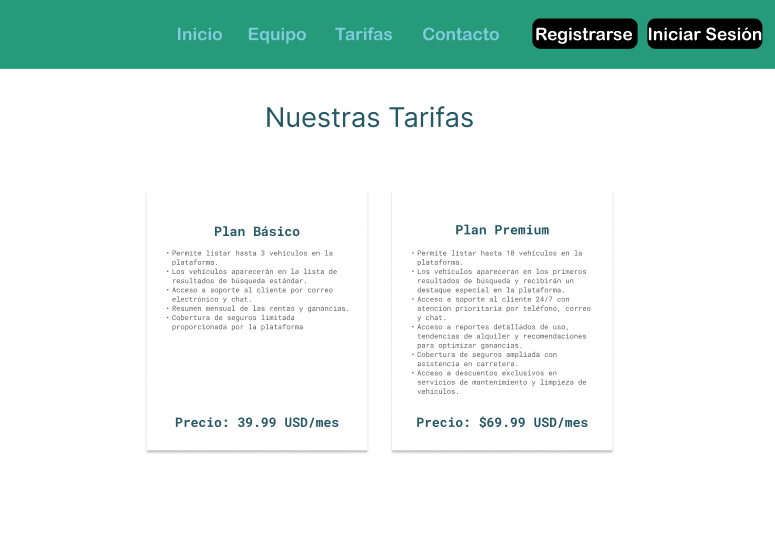 Inicio Equipo Tarifas Contacto Registrarse Iniciar Sesión
Nuestras Tarifas
Plan Básico
• Permite listar hasta 3 vehículos en la
plataforma.
• Los vehículos aparecerán en la lista de
resultados de búsqueda estándar.
• Acceso a soporte al cliente por correo
electrónico y chat.
• Resumen mensual de las rentas y ganancias.
• Cobertura de seguros limitada
proporcionada por la plataforma
Precio: 39.99 USD/mes
Plan Premium
• Permite listar hasta 10 vehículos en la
plataforma.
• Los vehículos aparecerán en los primeros
resultados de búsqueda y recibirán un
destaque especial en la plataforma.
• Acceso a soporte al cliente 24/7 con
atención prioritaria por teléfono, correo
y chat.
• Acceso a reportes detallados de uso,
tendencias de alquiler y recomendaciones
para optimizar ganancias.
• Cobertura de seguros ampliada con
asistencia en carretera.
• Acceso a descuentos exclusivos en
servicios de mantenimiento y limpieza de
vehículos.
Precio: $69.99 USD/mes